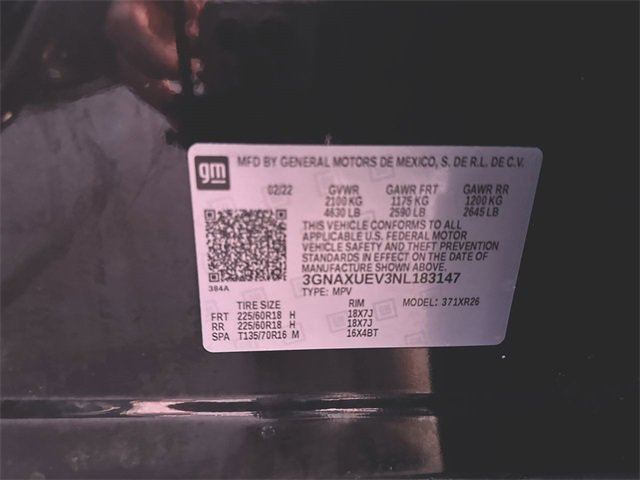 gm MFD BY GENERAL MOTORS DE MEXICO, S. DE R.L. DE C.V.
02/22 GVWR GAWR FRT GAWR RR
2100 KG 1175 KG 1200 KG
4630 LB 2590 LB 2645 LB
THIS VEHICLE CONFORMS TO ALL
APPLICABLE U.S. FEDERAL MOTOR
VEHICLE SAFETY AND THEFT PREVENTION
STANDARDS IN EFFECT ON THE DATE OF
MANUFACTURE SHOWN ABOVE.
3GNAXUEV3NL183147
384A TYPE: MPV
TIRE SIZE RIM MODEL: 371XR26
FRT 225/60R18 H 18X7J
RR 225/60R18 H 18X7J
SPA T135/70R16 M 16X4BT